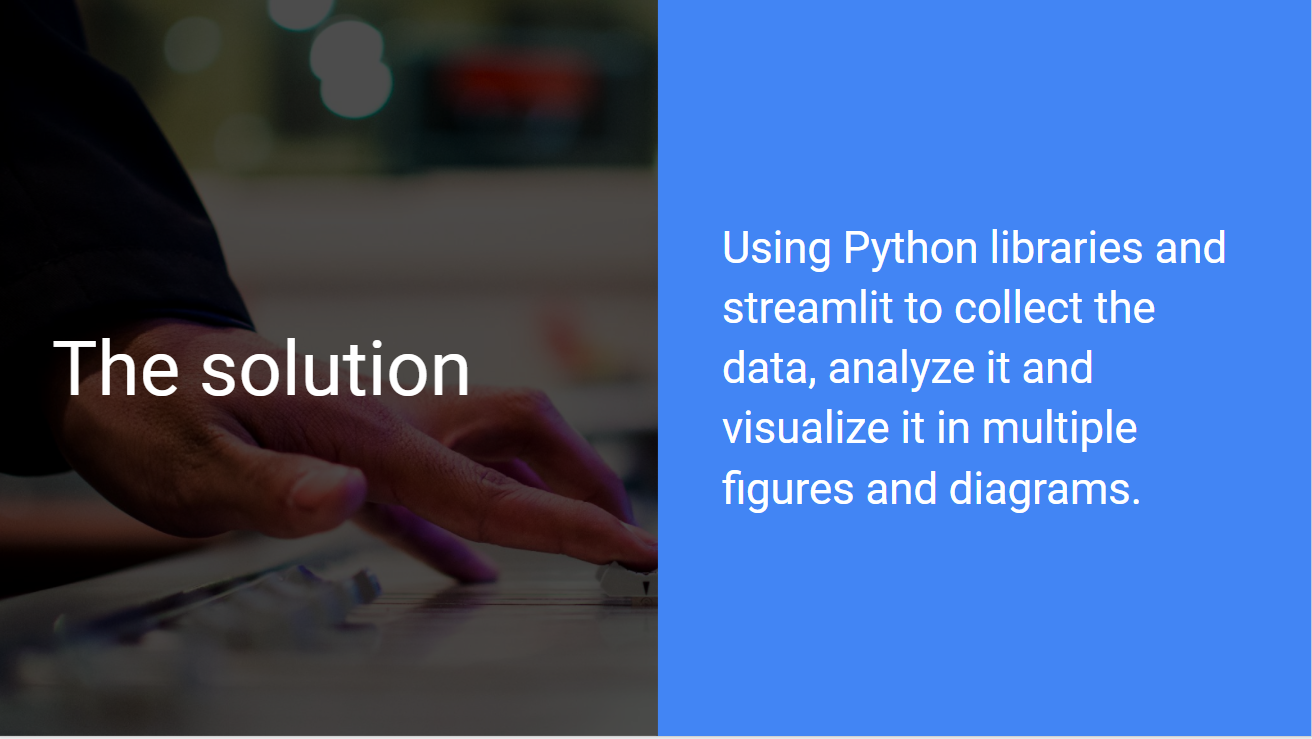 The solution
Using Python libraries and
streamlit to collect the
data, analyze it and
visualize it in multiple
figures and diagrams.